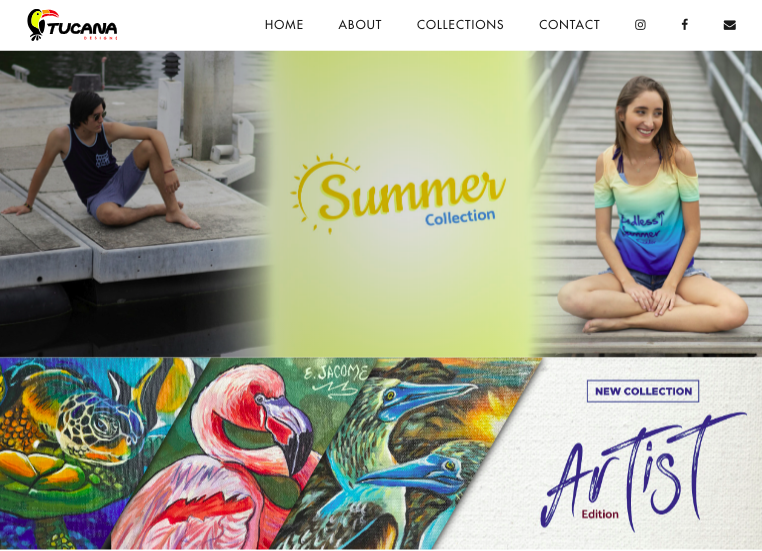 TUCANA
DESIGNS
HOME
ABOUT
COLLECTIONS
CONTACT
Summer
Collection
Endless
Summer
E. JACOME
NEW COLLECTION
Artist
Edition